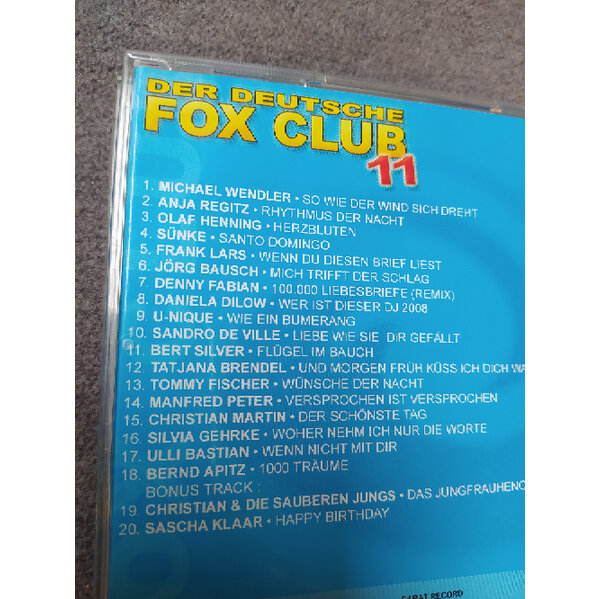 DER DEUTSCHE
FOX CLUB
11
1. MICHAEL WENDLER • SO WIE DER WIND SICH DREHT
2. ANJA REGITZ • RHYTHMUS DER NACHT
3. OLAF HENNING • HERZBLUTEN
4. SÜNKE • SANTO DOMINGO
5. FRANK LARS • WENN DU DIESEN BRIEF LIEST
6. JÖRG BAUSCH • MICH TRIFFT DER SCHLAG
7. DENNY FABIAN • 100.000 LIEBESBRIEFE (REMIX)
8. DANIELA DILOW • WER IST DIESER DJ 2008
9. U-NIQUE • WIE EIN BUMERANG
10. SANDRO DE VILLE • LIEBE WIE SIE DIR GEFÄLLT
11. BERT SILVER • FLÜGEL IM BAUCH
12. TATJANA BRENDEL • UND MORGEN FRÜH KÜSS ICH DICH WA
13. TOMMY FISCHER • WÜNSCHE DER NACHT
14. MANFRED PETER • VERSPROCHEN IST VERSPROCHEN
15. CHRISTIAN MARTIN • DER SCHÖNSTE TAG
16. SILVIA GEHRKE • WOHER NEHM ICH NUR DIE WORTE
17. ULLI BASTIAN • WENN NICHT MIT DIR
18. BERND APITZ • 1000 TRÄUME
BONUS TRACK :
19. CHRISTIAN & DIE SAUBEREN JUNGS • DAS JUNGFRAUHENC
20. SASCHA KLAAR • HAPPY BIRTHDAY
RECORD